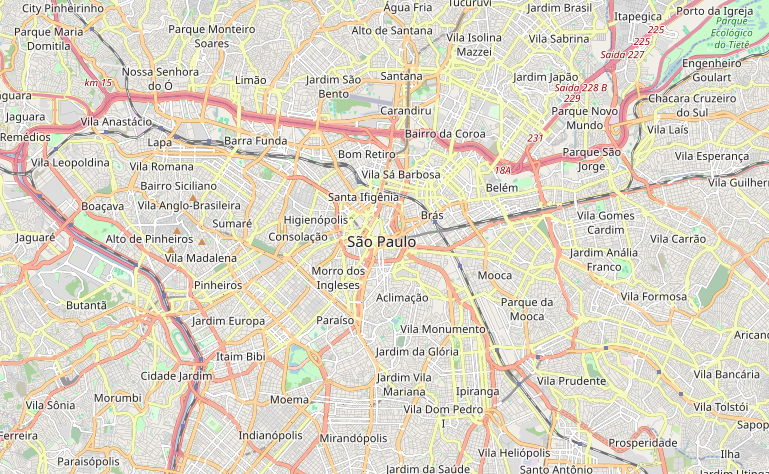 City Pinheirinho
Água Fria
Tucuruvi
Jardim Brasil
Porto da Igreja
Itapegica
Parque Maria
Domitila
Parque Monteiro
Soares
Alto de Santana
Vila Isolina
Mazzei
Vila Sabrina
225
225
Saída 227
Parque
Ecológico
do Tietê
Engenheiro
Goulart
km 15
Nossa Senhora
do Ó
Limão
Jardim São
Bento
Santana
Jardim Japão
Saída 228 B
229
Chácara Cruzeiro
do Sul
Jaguara
Jaguara
Vila Anastácio
Carandiru
Parque Novo
Mundo
Vila Laís
Remédios
Lapa
Barra Funda
Bairro da Coroa
231
Vila Leopoldina
Vila Romana
Bom Retiro
18A
Parque São
Jorge
Vila Esperança
Bairro Siciliano
Vila Sá Barbosa
Belém
Vila Guilher
Boaçava
Vila Anglo-Brasileira
Santa Ifigênia
Sumaré
Higienópolis
Brás
Vila Gomes
Cardim
Jaguaré
Alto de Pinheiros
Consolação
São Paulo
Vila Carrão
Vila Madalena
Jardim Anália
Franco
Morro dos
Ingleses
Mooca
Pinheiros
Butantã
Aclimação
Parque da
Mooca
Vila Formosa
Jardim Europa
Paraíso
Vila Monumento
Arican
Itaim Bibi
Jardim da Glória
Cidade Jardim
Jardim Vila
Mariana
Ipiranga
Vila Prudente
Vila Bancária
Vila Sônia
Morumbi
Moema
Vila Dom Pedro
I
Vila Tolstói
Ferreira
Indianópolis
Mirandópolis
Prosperidade
Sapop
Paraisópolis
Vila Heliópolis
Ilha
Jardim da Saúde
Santo Antônio
Jardim Utinga